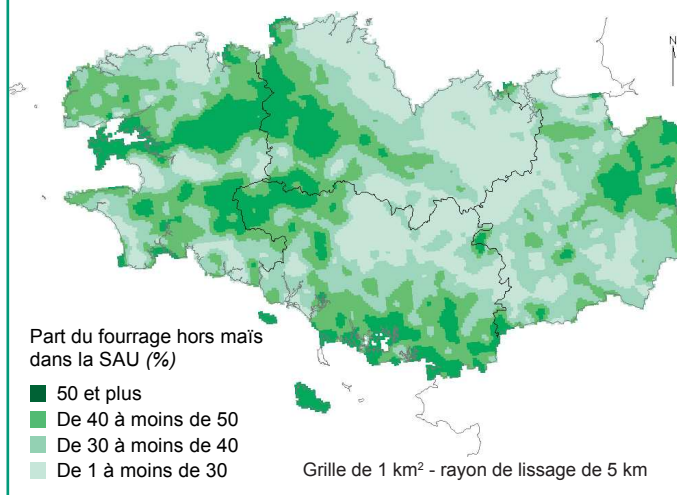 N
Part du fourrage hors maïs
dans la SAU (%)
50 et plus
De 40 à moins de 50
De 30 à moins de 40
De 1 à moins de 30
Grille de 1 km² - rayon de lissage de 5 km